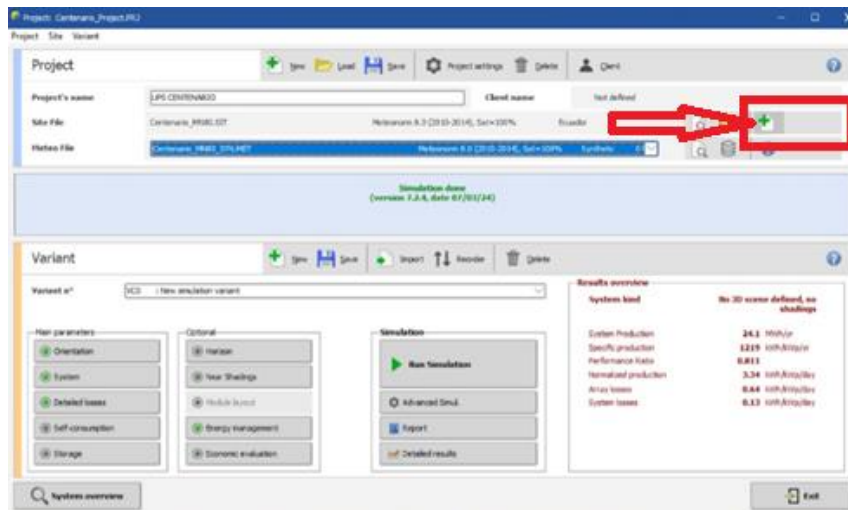 Project: Centenario_Project.PRJ
Project Site Variant
Project
New Load Save Project settings Delete Client
Project's name UPS CENTENARIO Client name Not defined
Site File Centenario_MN80.SIT Meteonorm 8.0 (2010-2014), Sat=100% Ecuador
Meteo File Centenario_MN80_SYN.MET Meteonorm 8.0 (2010-2014), Sat=100% Synthetic
Simulation done
(version 7.2.4, date 07/03/24)
Variant
New Save Import Reorder Delete
Variant n° VC0 : New simulation variant
Results overview
System kind No 3D scene defined, no
shadings
Main parameters Optional Simulation
System Production 24.1 MWh/yr
Specific production 1219 kWh/kWp/yr
Performance Ratio 0.811
Normalized production 3.34 kWh/kWp/day
Array losses 0.64 kWh/kWp/day
System losses 0.13 kWh/kWp/day
Orientation Horizon Run Simulation
System Near Shadings
Detailed losses Module layout Advanced Simul.
Self-consumption Energy management Report
Storage Economic evaluation Detailed results
System overview Exit